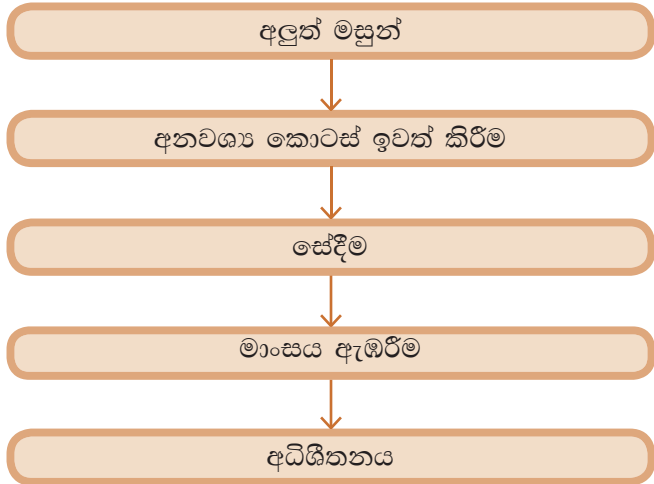 අලුත් මසුන්
අනවශ්‍ය කොටස් ඉවත් කිරීම
සේදීම
මාංසය ඇඹරීම
අධිශීතනය